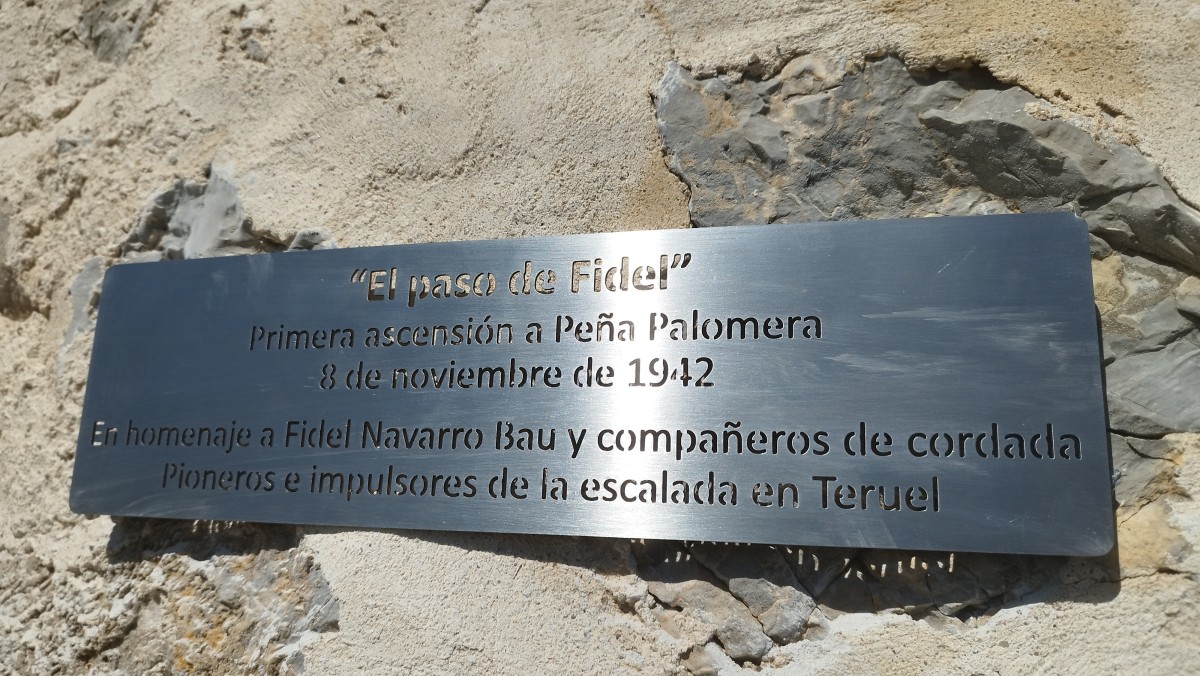 “El paso de Fidel”
Primera ascensión a Peña Palomera
8 de noviembre de 1942
En homenaje a Fidel Navarro Bau y compañeros de cordada
Pioneros e impulsores de la escalada en Teruel